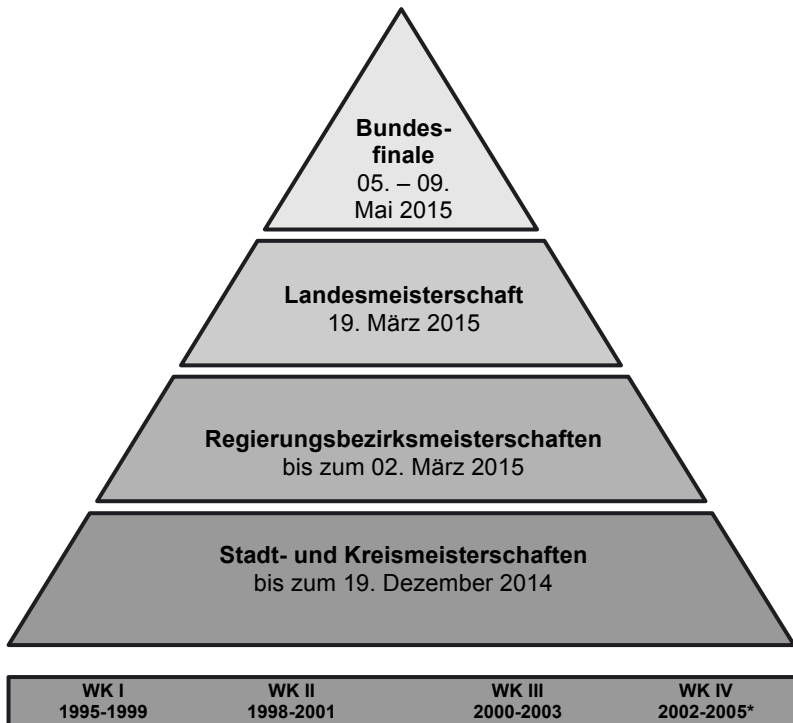 Bundes-
finale
05. – 09.
Mai 2015
Landesmeisterschaft
19. März 2015
Regierungsbezirksmeisterschaften
bis zum 02. März 2015
Stadt- und Kreismeisterschaften
bis zum 19. Dezember 2014
WK I WK II WK III WK IV
1995-1999 1998-2001 2000-2003 2002-2005*